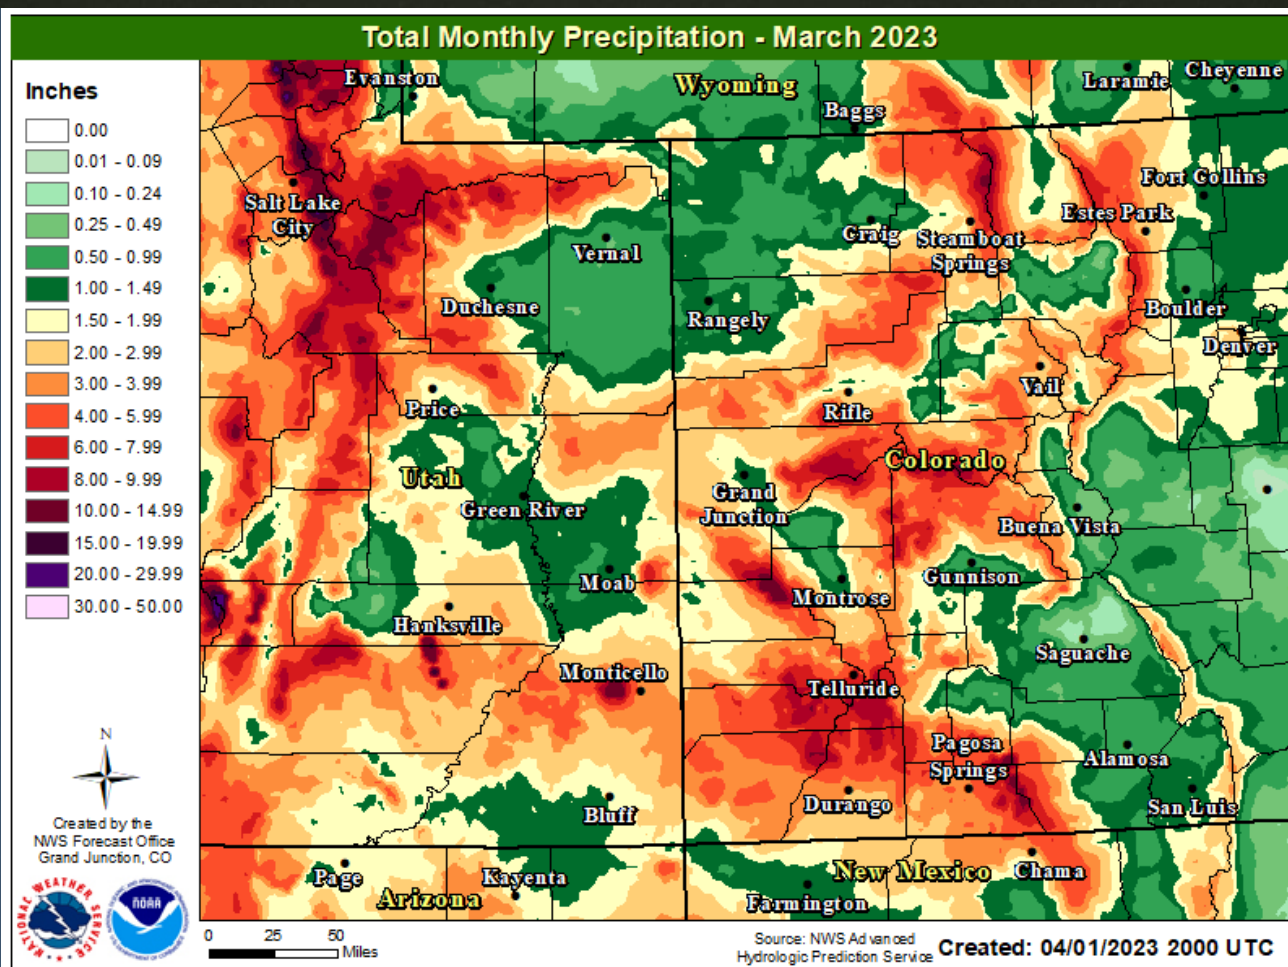 Total Monthly Precipitation - March 2023
Inches
0.00
0.01 - 0.09
0.10 - 0.24
0.25 - 0.49
0.50 - 0.99
1.00 - 1.49
1.50 - 1.99
2.00 - 2.99
3.00 - 3.99
4.00 - 5.99
6.00 - 7.99
8.00 - 9.99
10.00 - 14.99
15.00 - 19.99
20.00 - 29.99
30.00 - 50.00
N
Created by the
NWS Forecast Office
Grand Junction, CO
NATIONAL WEATHER SERVICE
NOAA
Evanston
Wyoming
Baggs
Laramie
Cheyenne
Salt Lake
City
Fort Collins
Estes Park
Craig
Steamboat
Springs
Vernal
Duchesne
Rangely
Boulder
Denver
Vail
Price
Rifle
Utah
Colorado
Green River
Grand
Junction
Buena Vista
Moab
Montrose
Gunnison
Hanksville
Saguache
Monticello
Telluride
Pagosa
Springs
Alamosa
Bluff
Durango
San Luis
Page
Arizona
Kayenta
New Mexico
Chama
Farmington
0 25 50
Miles
Source: NWS Advanced
Hydrologic Prediction Service
Created: 04/01/2023 2000 UTC